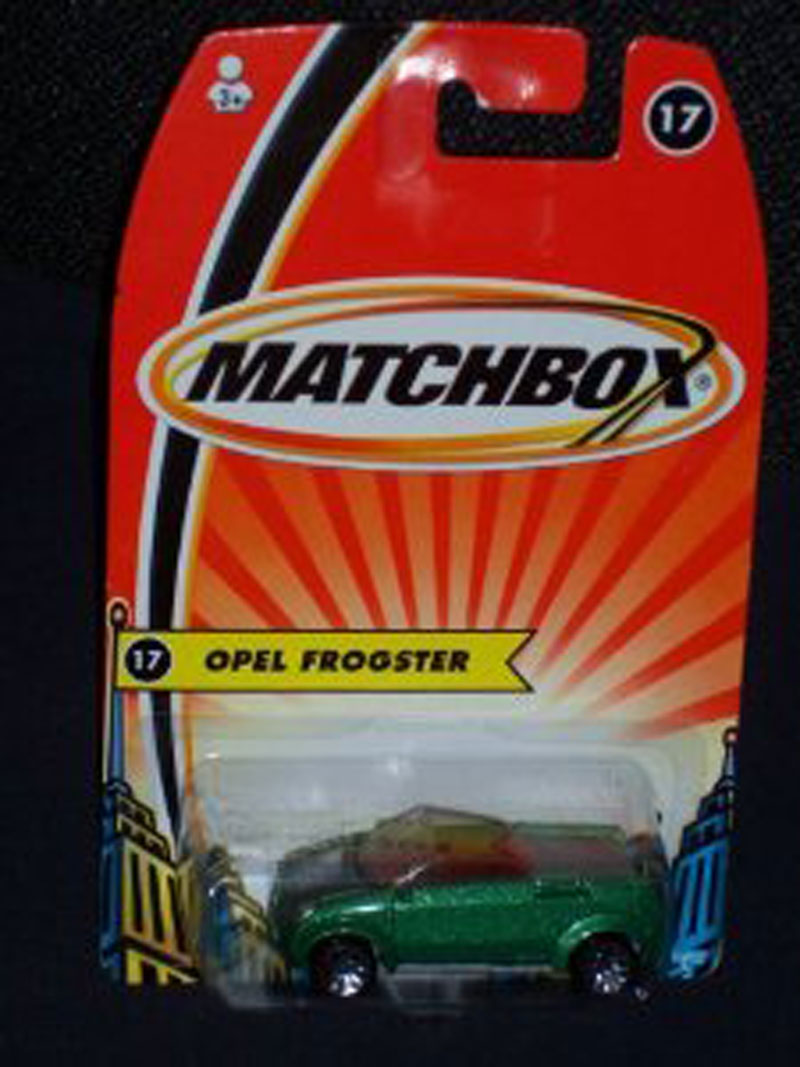 3+
17
MATCHBOX®
17 OPEL FROGSTER